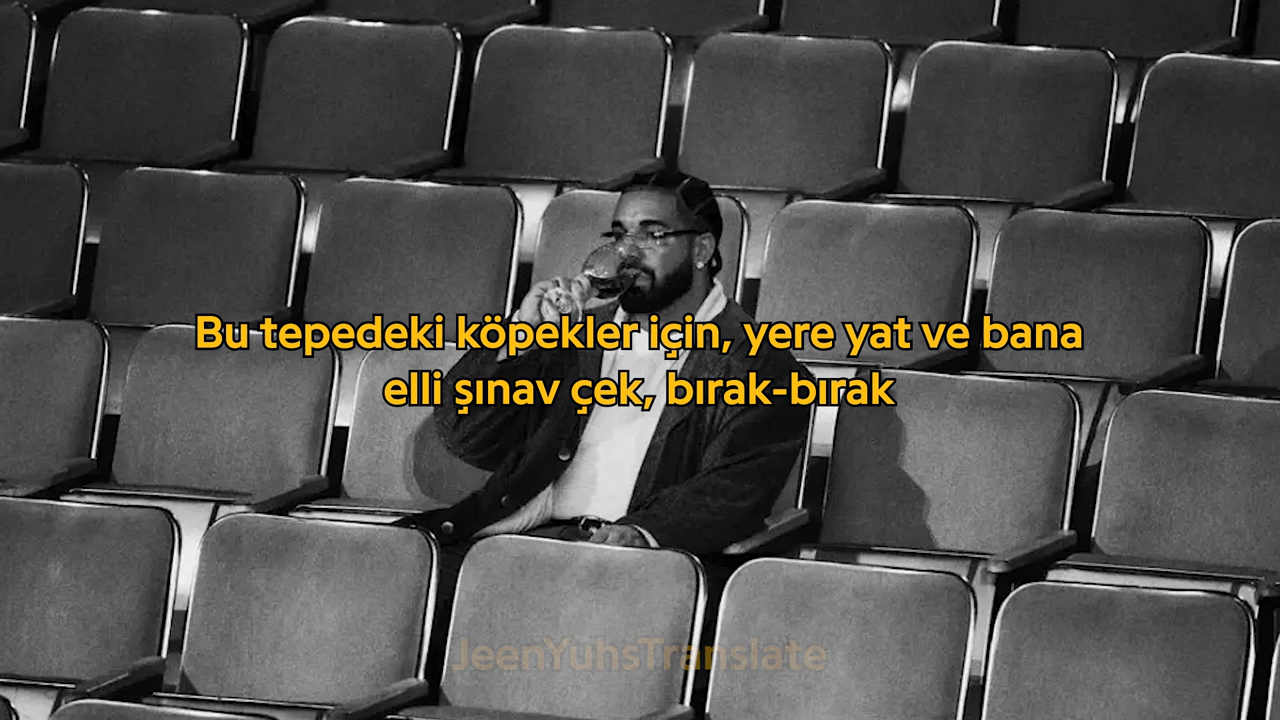 Bu tepedeki köpekler için, yere yat ve bana
elli şınav çek, bırak-bırak
JeenYuhsTranslate